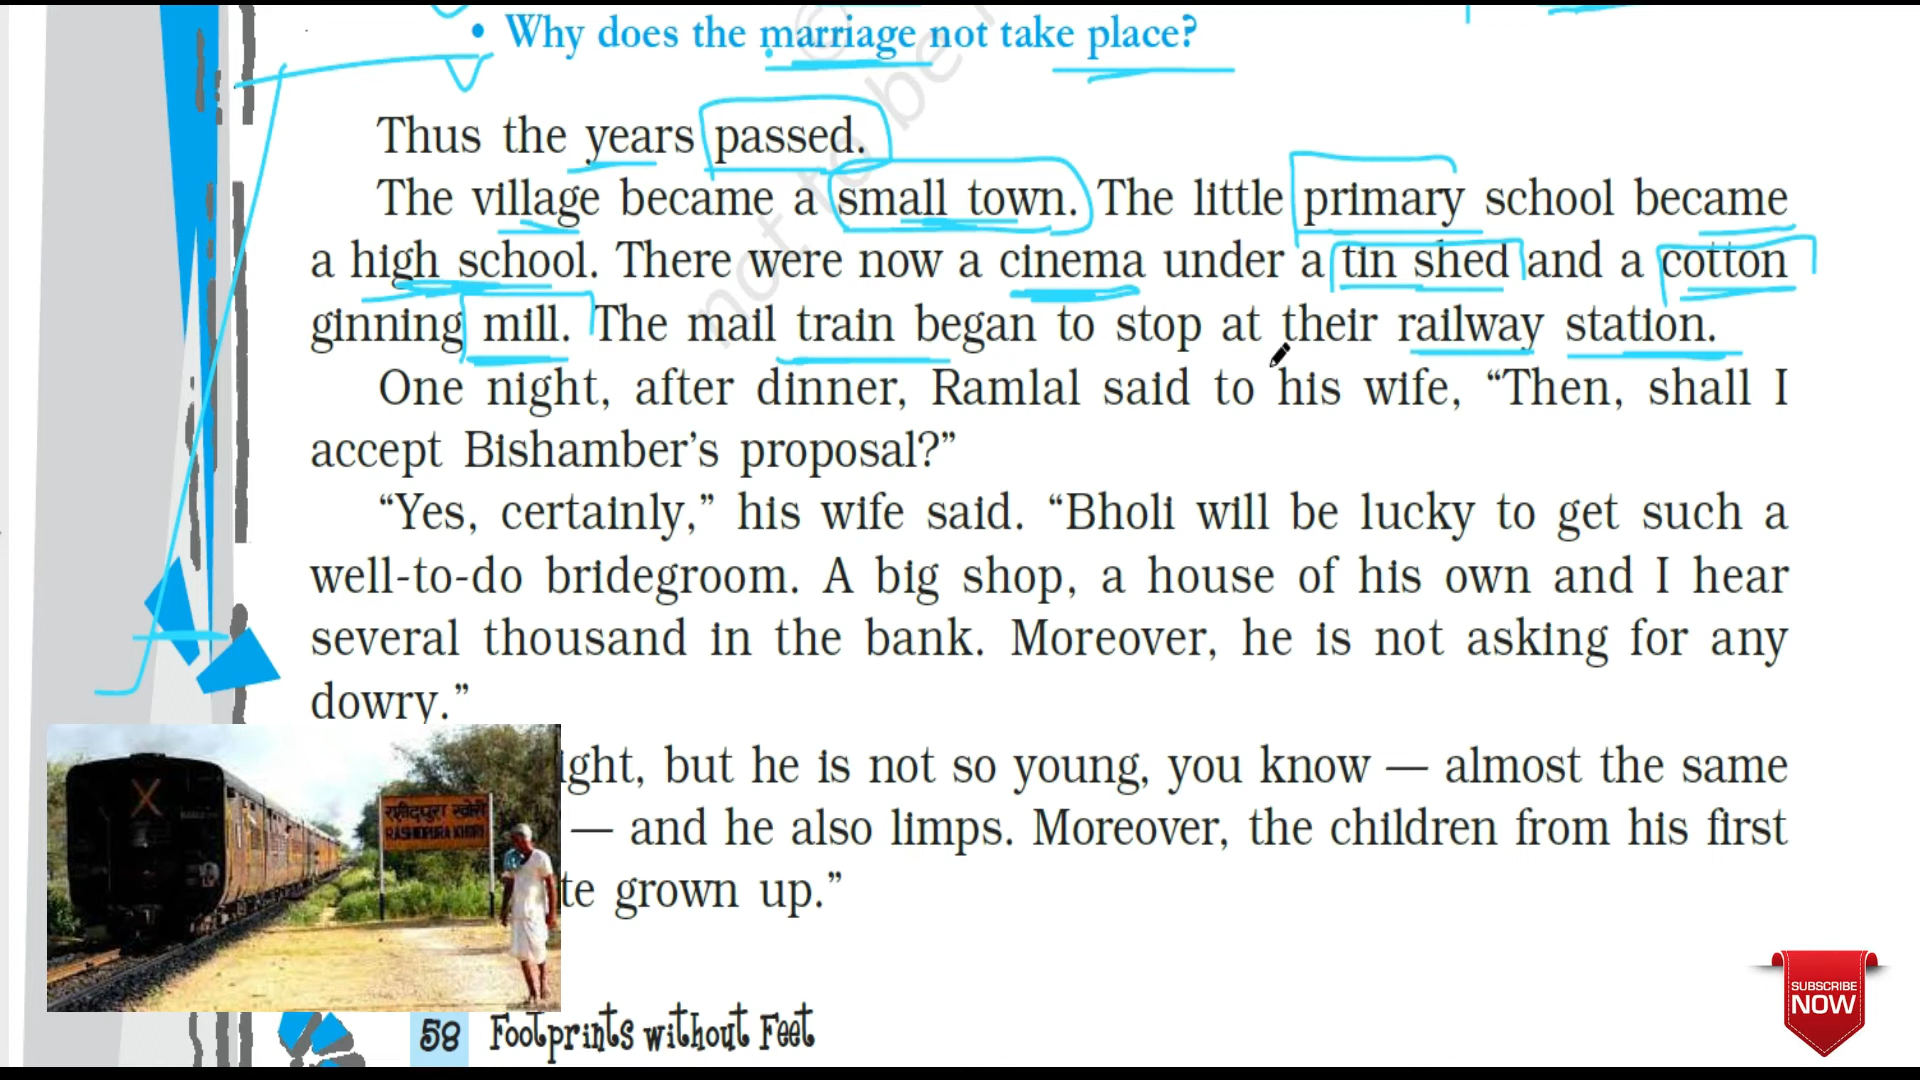 • Why does the marriage not take place?
Thus the years passed.
The village became a small town. The little primary school became
a high school. There were now a cinema under a tin shed and a cotton
ginning mill. The mail train began to stop at their railway station.
One night, after dinner, Ramlal said to his wife, “Then, shall I
accept Bishamber’s proposal?”
“Yes, certainly,” his wife said. “Bholi will be lucky to get such a
well-to-do bridegroom. A big shop, a house of his own and I hear
several thousand in the bank. Moreover, he is not asking for any
dowry.”
ght, but he is not so young, you know — almost the same
— and he also limps. Moreover, the children from his first
te grown up.”
रशीदपुरा खोरी
RASHIDPURA KHORI
58 Footprints without Feet
SUBSCRIBE
NOW
not to be